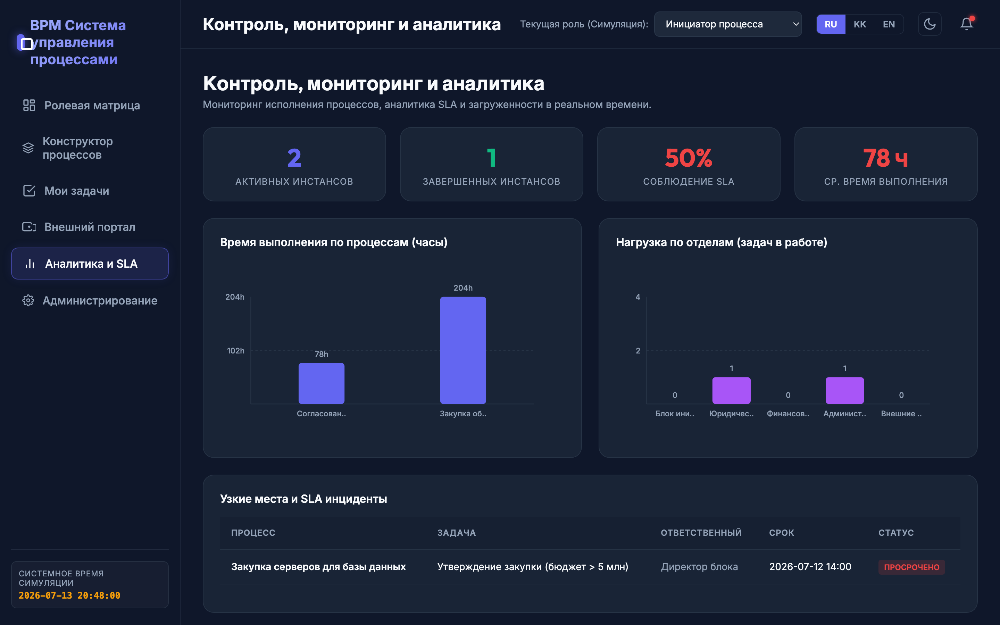 BPM Система
управления
процессами
Ролевая матрица
Конструктор
процессов
Мои задачи
Внешний портал
Аналитика и SLA
Администрирование
СИСТЕМНОЕ ВРЕМЯ
СИМУЛЯЦИИ
2026-07-13 20:48:00
Контроль, мониторинг и аналитика
Текущая роль (Симуляция):
Инициатор процесса
RU KK EN
Контроль, мониторинг и аналитика
Мониторинг исполнения процессов, аналитика SLA и загруженности в реальном времени.
2
АКТИВНЫХ ИНСТАНСОВ
1
ЗАВЕРШЕННЫХ ИНСТАНСОВ
50%
СОБЛЮДЕНИЕ SLA
78 ч
СР. ВРЕМЯ ВЫПОЛНЕНИЯ
Время выполнения по процессам (часы)
204h
204h
102h
78h
Согласован.. Закупка об..
Нагрузка по отделам (задач в работе)
4
2
1 1
0 0 0
Блок ини.. Юридичес.. Финансов.. Админист.. Внешние ..
Узкие места и SLA инциденты
ПРОЦЕСС ЗАДАЧА ОТВЕТСТВЕННЫЙ СРОК СТАТУС
Закупка серверов для базы данных Утверждение закупки (бюджет > 5 млн) Директор блока 2026-07-12 14:00 ПРОСРОЧЕНО